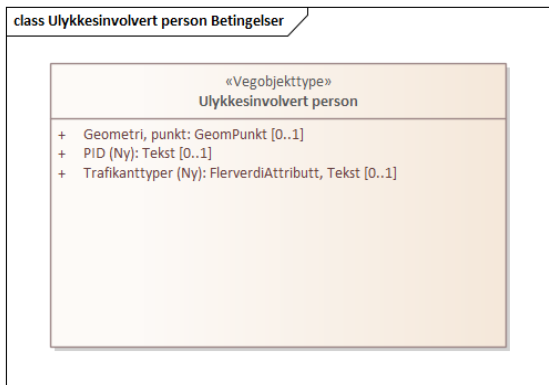 class Ulykkesinvolvert person Betingelser
«Vegobjekttype»
Ulykkesinvolvert person
+ Geometri, punkt: GeomPunkt [0..1]
+ PID (Ny): Tekst [0..1]
+ Trafikanttyper (Ny): FlerverdiAttributt, Tekst [0..1]